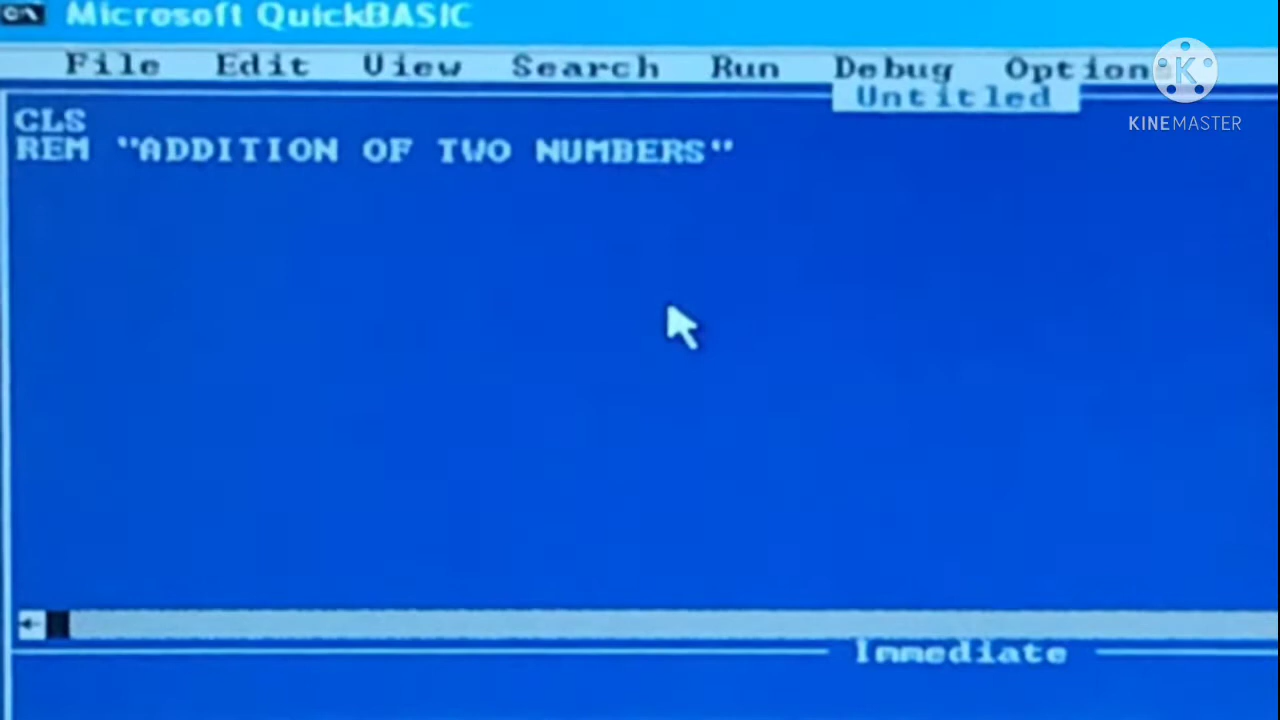 C:\ Microsoft QuickBASIC
File Edit View Search Run Debug Options
Untitled
K
KINEMASTER
CLS
REM "ADDITION OF TWO NUMBERS"
Immediate